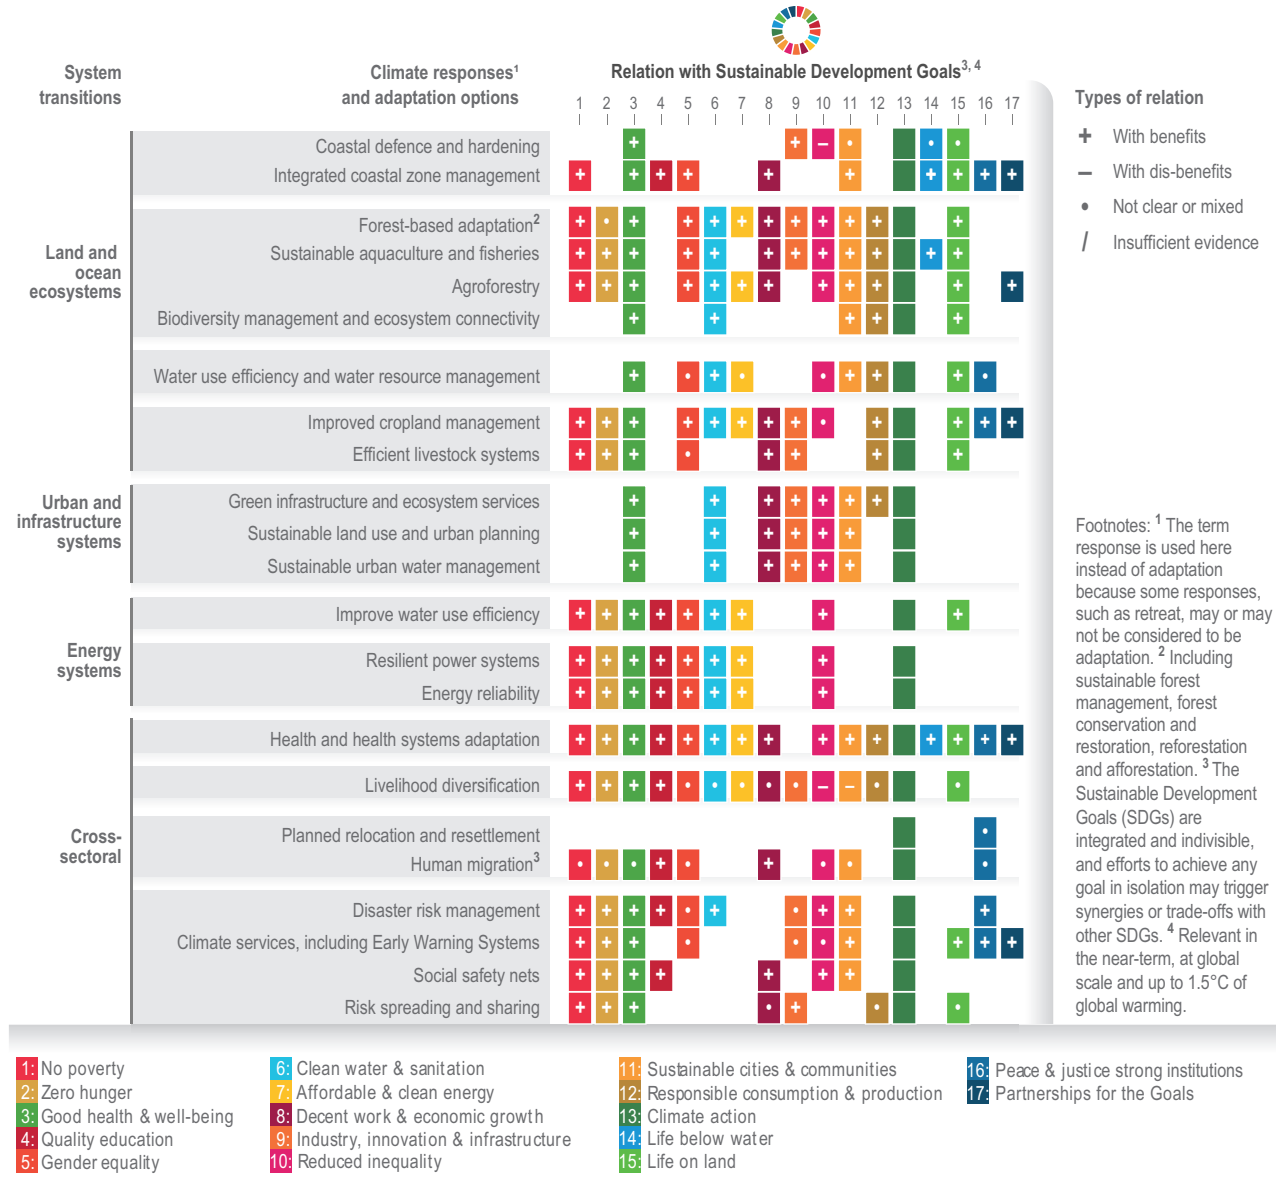 System
transitions
Climate responses¹
and adaptation options
Relation with Sustainable Development Goals³, ⁴
1 2 3 4 5 6 7 8 9 10 11 12 13 14 15 16 17
Types of relation
+ With benefits
– With dis-benefits
• Not clear or mixed
/ Insufficient evidence
Land and
ocean
ecosystems
Coastal defence and hardening + + – • • •
Integrated coastal zone management + + + + + + + + + +
Forest-based adaptation² + • + + + + + + + + + +
Sustainable aquaculture and fisheries + + + + + + + + + + + +
Agroforestry + + + + + + + + + + + +
Biodiversity management and ecosystem connectivity + + + + +
Water use efficiency and water resource management + • + • • + + + •
Improved cropland management + + + + + + + + • + + + +
Efficient livestock systems + + + • + + + +
Urban and
infrastructure
systems
Green infrastructure and ecosystem services + + + + + + +
Sustainable land use and urban planning + + + + + +
Sustainable urban water management + + + + + +
Energy
systems
Improve water use efficiency + + + + + + + + +
Resilient power systems + + + + + + + +
Energy reliability + + + + + + + +
Cross-
sectoral
Health and health systems adaptation + + + + + + + + + + + + + + +
Livelihood diversification + + + + • • • • • – – • •
Planned relocation and resettlement •
Human migration³ • • • + • + • • •
Disaster risk management + + + + • + • + + +
Climate services, including Early Warning Systems + + + • • • + + + +
Social safety nets + + + + + + +
Risk spreading and sharing + + + • + • •
Footnotes: ¹ The term
response is used here
instead of adaptation
because some responses,
such as retreat, may or may
not be considered to be
adaptation. ² Including
sustainable forest
management, forest
conservation and
restoration, reforestation
and afforestation. ³ The
Sustainable Development
Goals (SDGs) are
integrated and indivisible,
and efforts to achieve any
goal in isolation may trigger
synergies or trade-offs with
other SDGs. ⁴ Relevant in
the near-term, at global
scale and up to 1.5°C of
global warming.
1: No poverty
2: Zero hunger
3: Good health & well-being
4: Quality education
5: Gender equality
6: Clean water & sanitation
7: Affordable & clean energy
8: Decent work & economic growth
9: Industry, innovation & infrastructure
10: Reduced inequality
11: Sustainable cities & communities
12: Responsible consumption & production
13: Climate action
14: Life below water
15: Life on land
16: Peace & justice strong institutions
17: Partnerships for the Goals